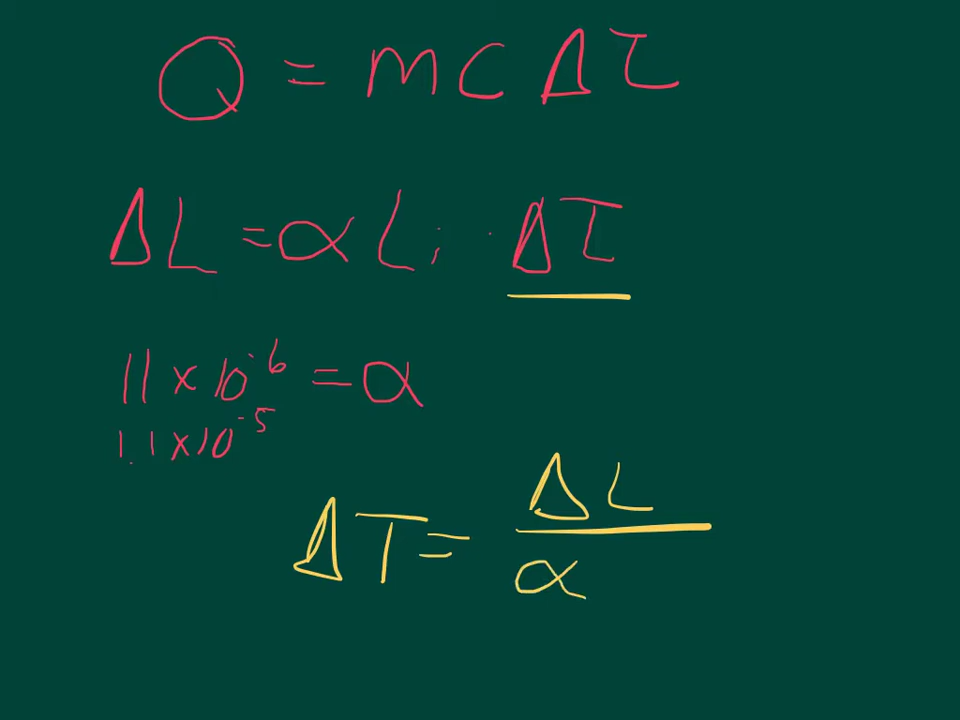 Q = mcΔT
ΔL = αLi · ΔT
11 × 10⁻⁶ = α
1.1 × 10⁻⁵
ΔT = ΔL / α